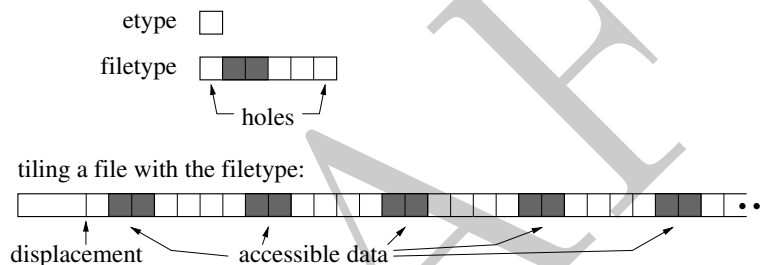 etype
filetype
holes
tiling a file with the filetype:
displacement accessible data